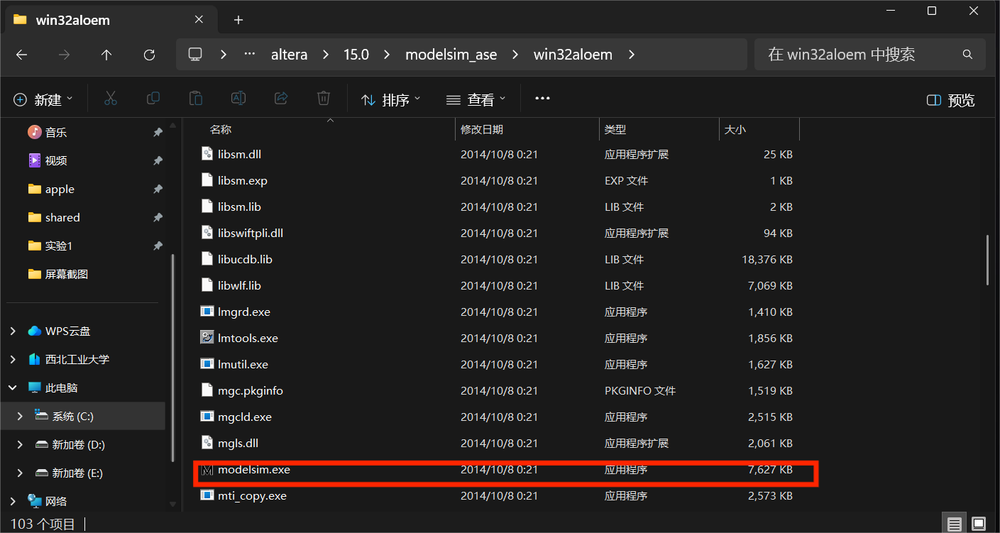 win32aloem
··· altera 15.0 modelsim_ase win32aloem 在 win32aloem 中搜索
新建 排序 查看 ··· 预览
名称 修改日期 类型 大小
音乐
视频
apple
shared
实验1
屏幕截图
WPS云盘
西北工业大学
此电脑
系统 (C:)
新加卷 (D:)
新加卷 (E:)
网络
libsm.dll 2014/10/8 0:21 应用程序扩展 25 KB
libsm.exp 2014/10/8 0:21 EXP 文件 1 KB
libsm.lib 2014/10/8 0:21 LIB 文件 2 KB
libswiftpli.dll 2014/10/8 0:21 应用程序扩展 94 KB
libucdb.lib 2014/10/8 0:21 LIB 文件 18,376 KB
libwlf.lib 2014/10/8 0:21 LIB 文件 7,069 KB
lmgrd.exe 2014/10/8 0:21 应用程序 1,410 KB
lmtools.exe 2014/10/8 0:21 应用程序 1,856 KB
lmutil.exe 2014/10/8 0:21 应用程序 1,627 KB
mgc.pkginfo 2014/10/8 0:21 PKGINFO 文件 1,519 KB
mgcld.exe 2014/10/8 0:21 应用程序 2,515 KB
mgls.dll 2014/10/8 0:21 应用程序扩展 2,061 KB
modelsim.exe 2014/10/8 0:21 应用程序 7,627 KB
mti_copy.exe 2014/10/8 0:21 应用程序 2,573 KB
103 个项目